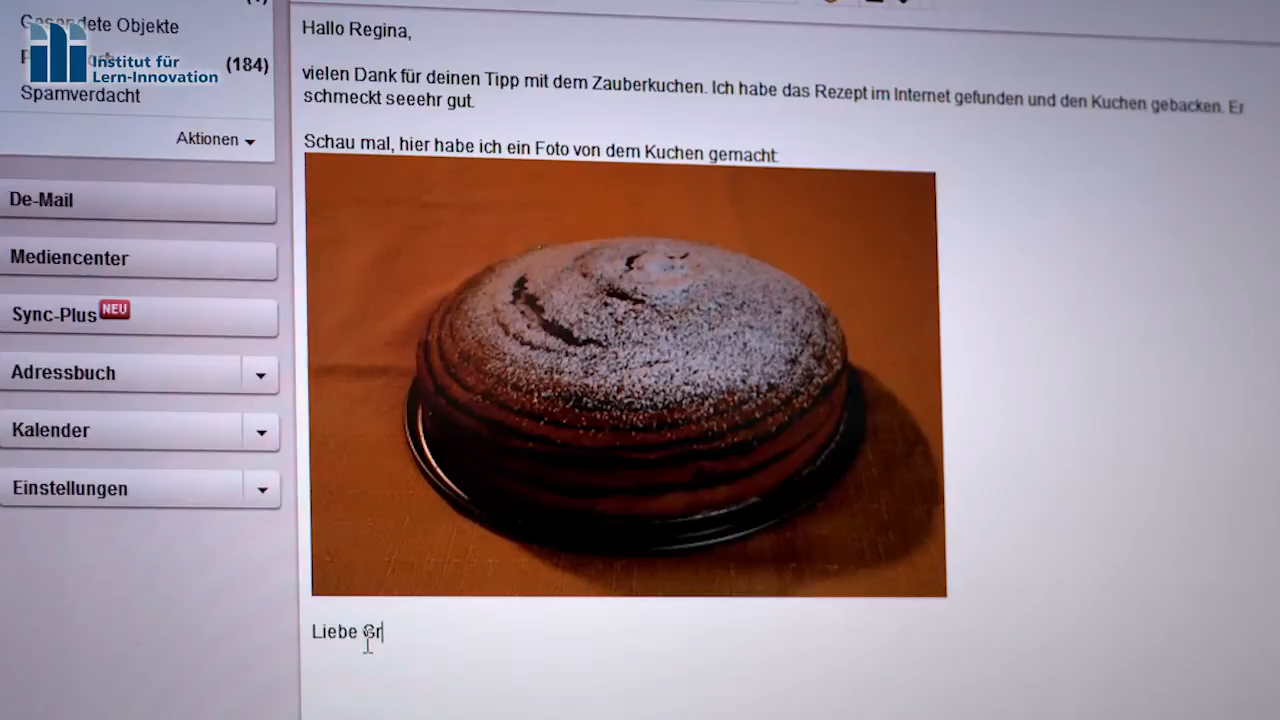 Gesendete Objekte
Institut für
Lern-Innovation
(184)
Spamverdacht
Aktionen
De-Mail
Mediencenter
Sync-Plus NEU
Adressbuch
Kalender
Einstellungen
Hallo Regina,
vielen Dank für deinen Tipp mit dem Zauberkuchen. Ich habe das Rezept im Internet gefunden und den Kuchen gebacken. Er
schmeckt seeehr gut.
Schau mal, hier habe ich ein Foto von dem Kuchen gemacht:
Liebe Gr